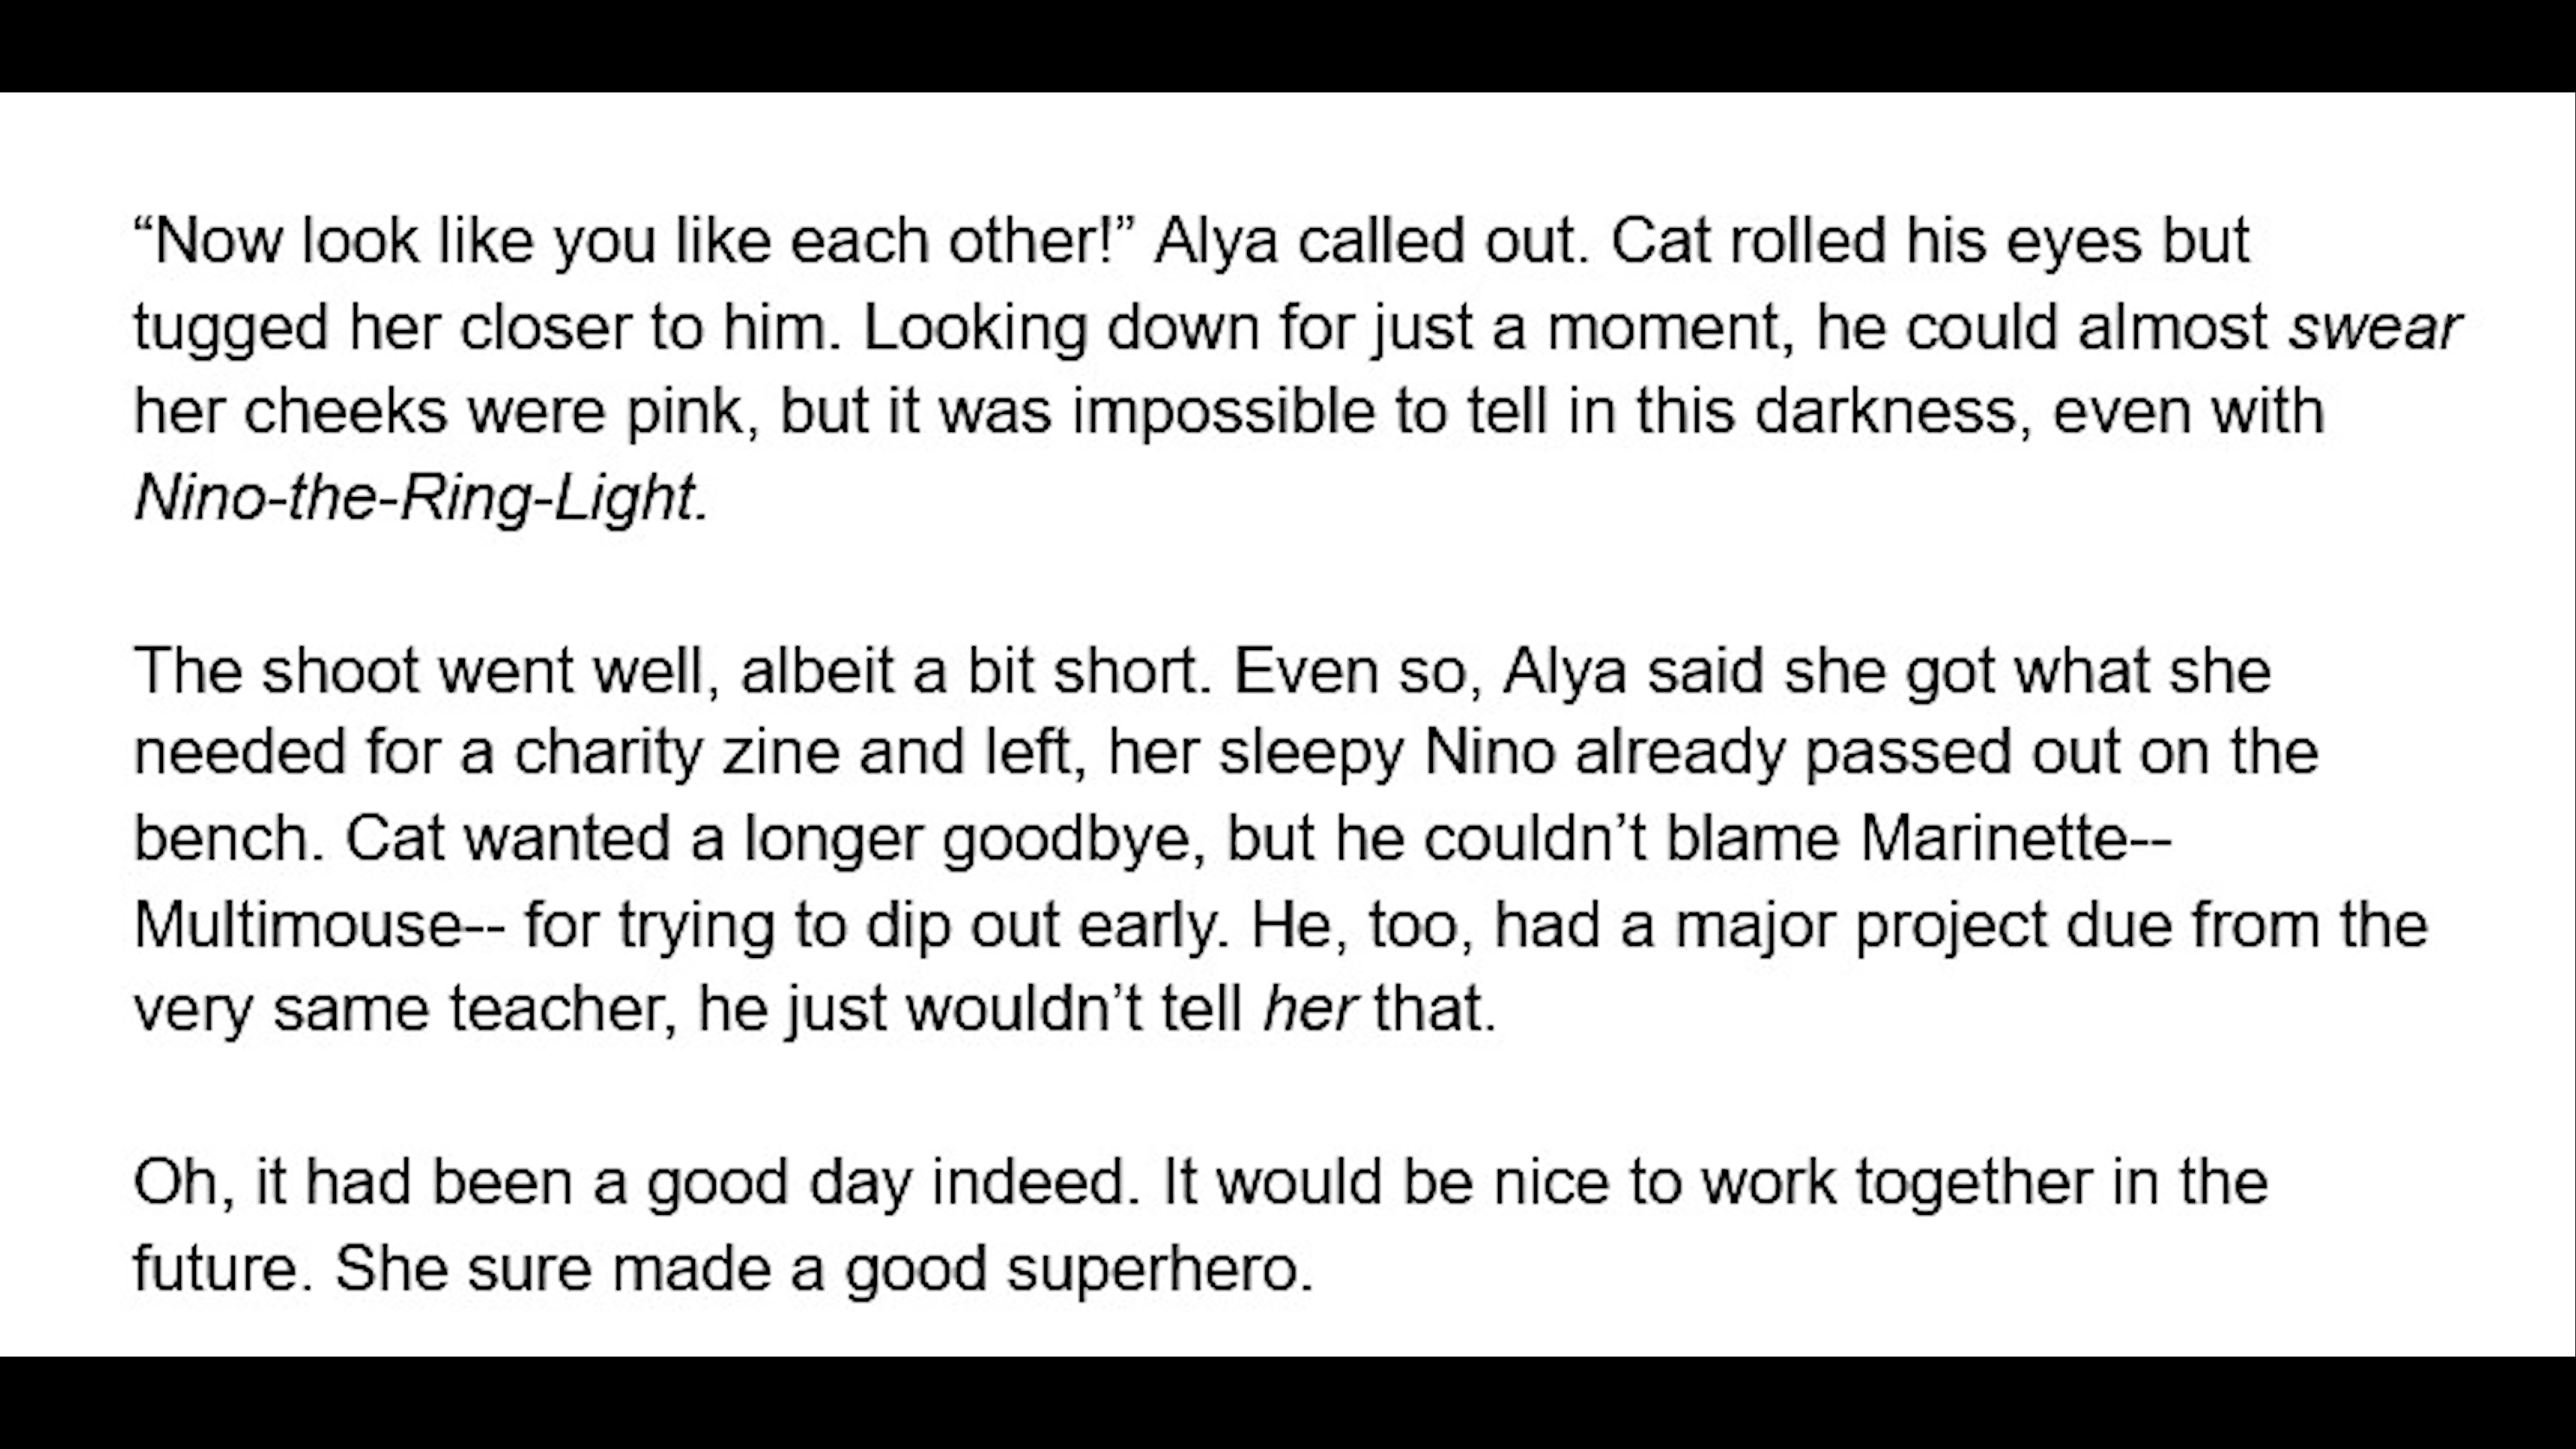 “Now look like you like each other!” Alya called out. Cat rolled his eyes but
tugged her closer to him. Looking down for just a moment, he could almost swear
her cheeks were pink, but it was impossible to tell in this darkness, even with
Nino-the-Ring-Light.
The shoot went well, albeit a bit short. Even so, Alya said she got what she
needed for a charity zine and left, her sleepy Nino already passed out on the
bench. Cat wanted a longer goodbye, but he couldn’t blame Marinette--
Multimouse-- for trying to dip out early. He, too, had a major project due from the
very same teacher, he just wouldn’t tell her that.
Oh, it had been a good day indeed. It would be nice to work together in the
future. She sure made a good superhero.